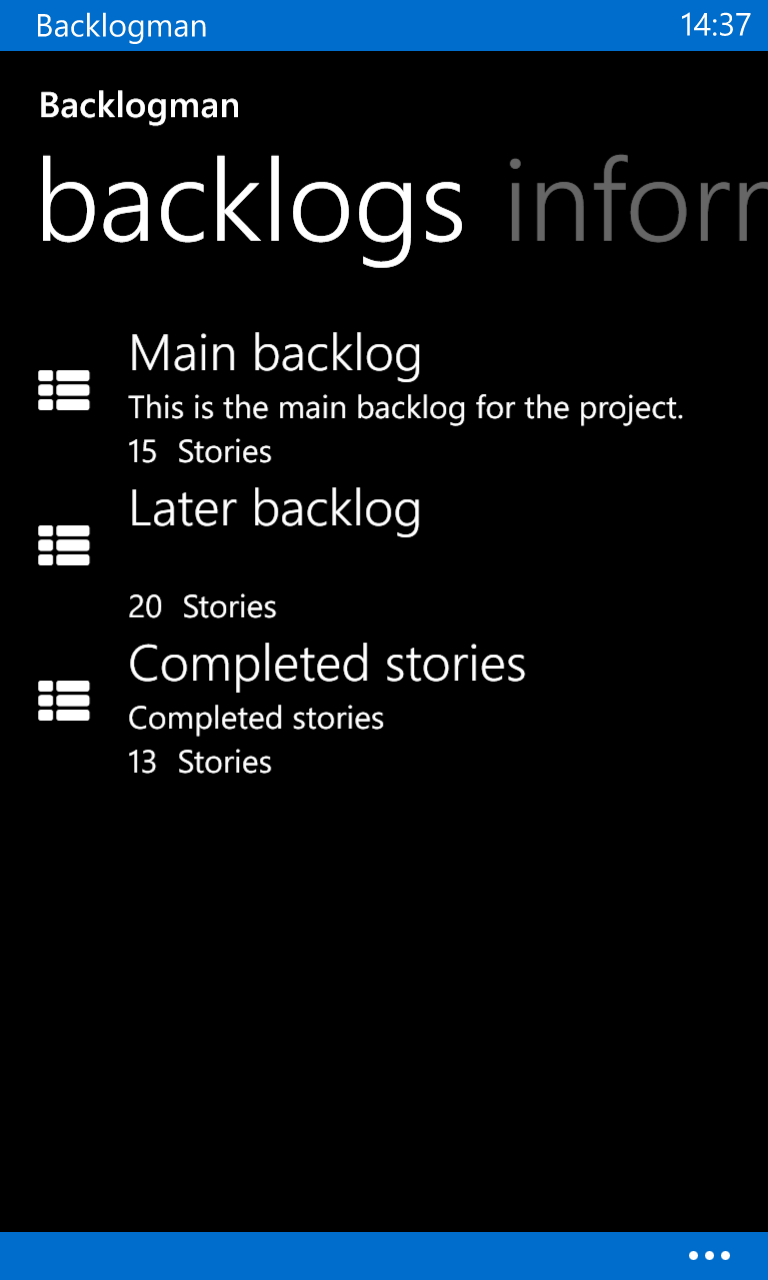 Backlogman 14:37
Backlogman
backlogs infor
Main backlog
This is the main backlog for the project.
15 Stories
Later backlog
20 Stories
Completed stories
Completed stories
13 Stories